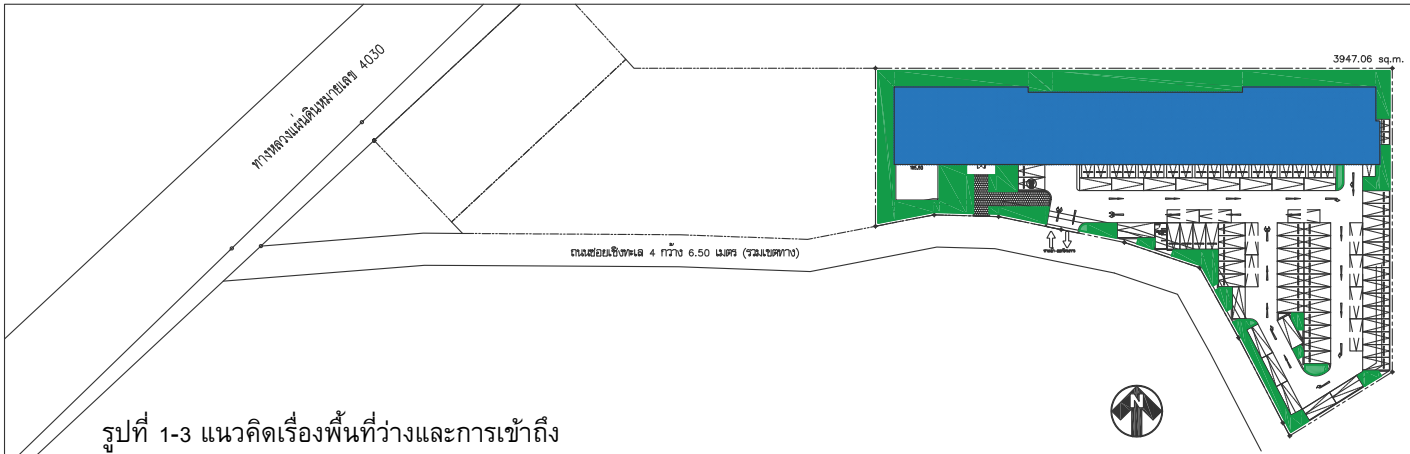 3947.06 sq.m.
ทางหลวงแผ่นดินหมายเลข 4030
ถนนซอยเชิงทะเล 4 กว้าง 6.50 เมตร (รวมเขตทาง)
N
รูปที่ 1-3 แนวคิดเรื่องพื้นที่ว่างและการเข้าถึง